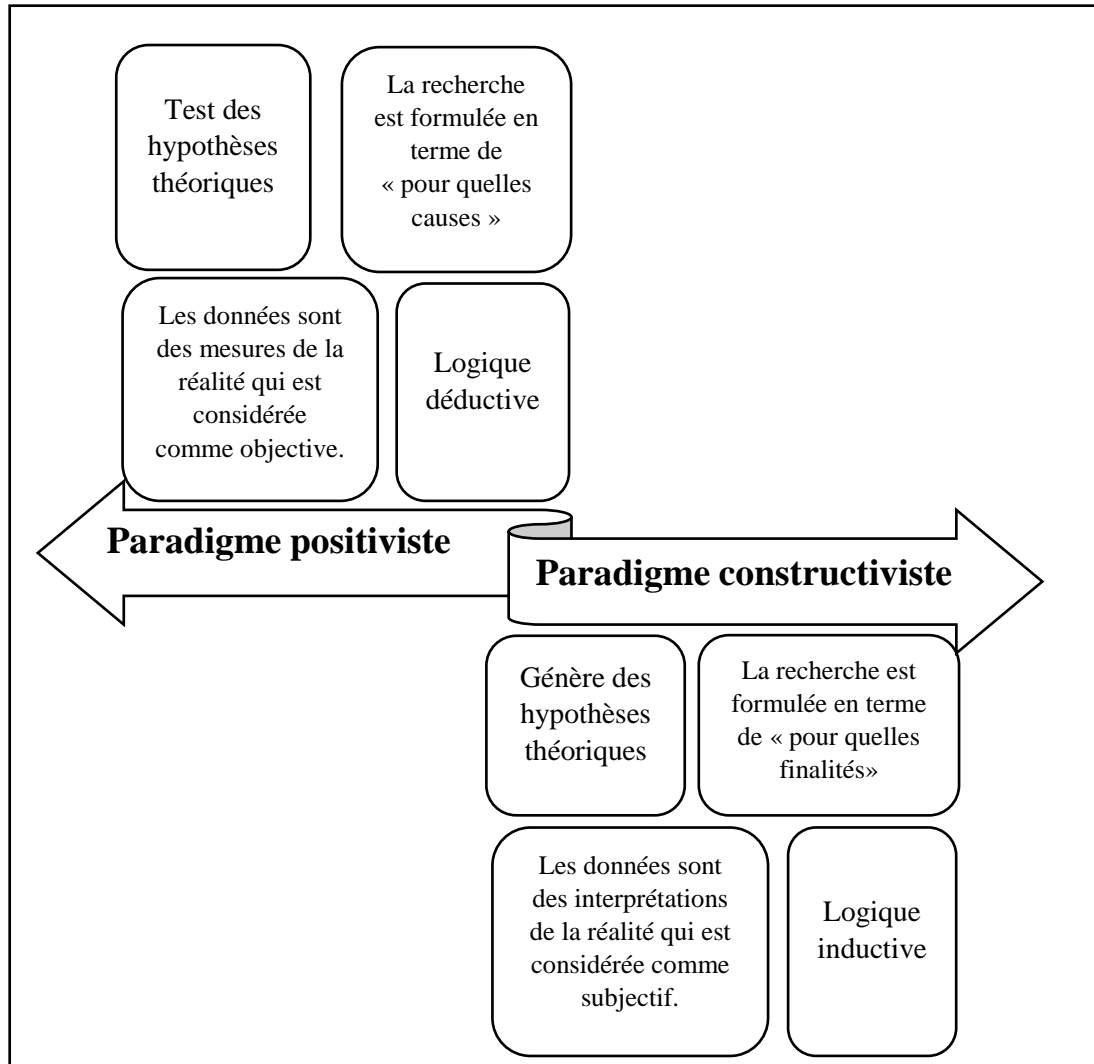 Test des
hypothèses
théoriques
La recherche
est formulée en
terme de
« pour quelles
causes »
Les données sont
des mesures de la
réalité qui est
considérée
comme objective.
Logique
déductive
Paradigme positiviste
Paradigme constructiviste
Génère des
hypothèses
théoriques
La recherche est
formulée en terme
de « pour quelles
finalités»
Les données sont
des interprétations
de la réalité qui est
considérée comme
subjectif.
Logique
inductive